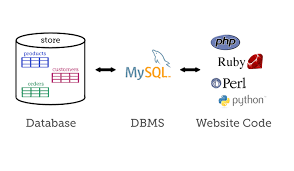 store
products
customers
orders
MySQL
php
Ruby
Perl
python
Database
DBMS
Website Code